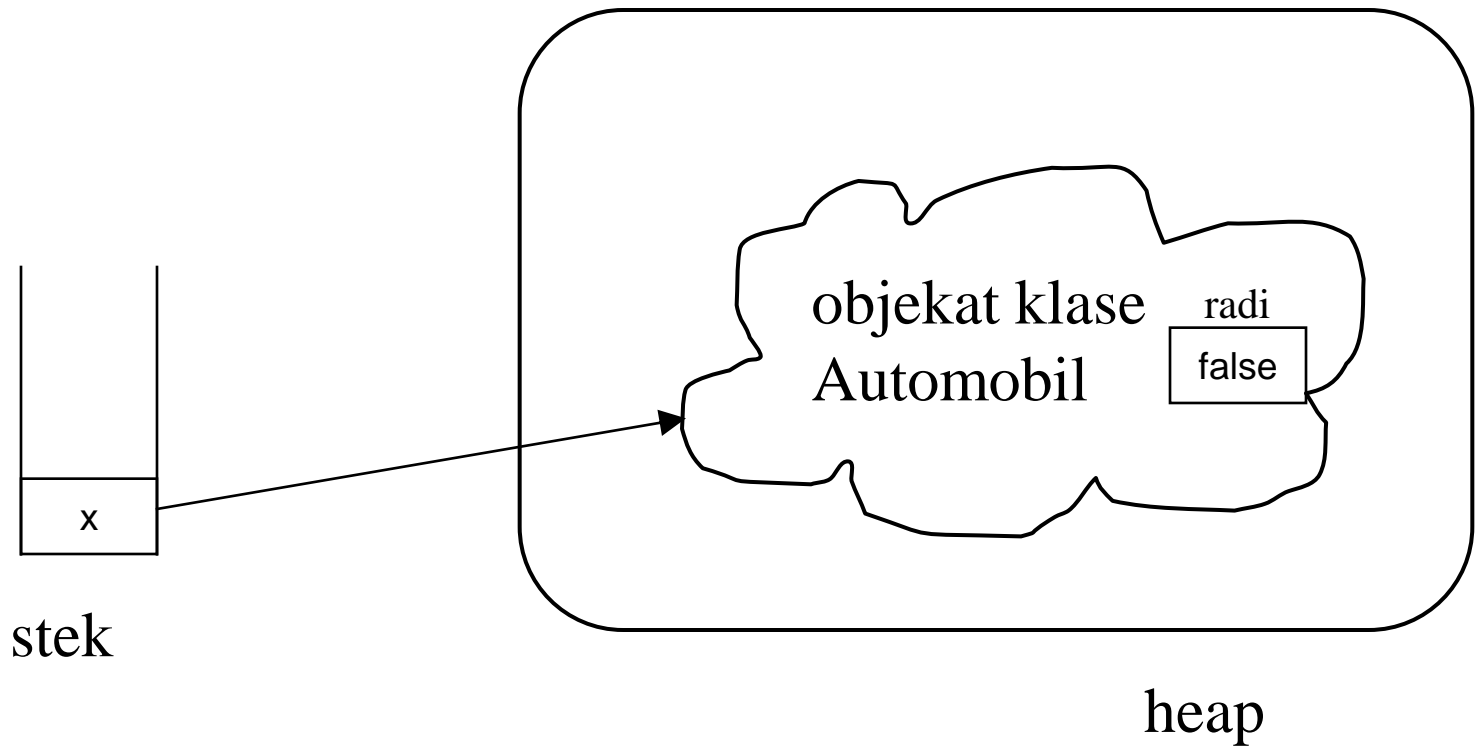 objekat klase
Automobil
radi
false
x
stek
heap